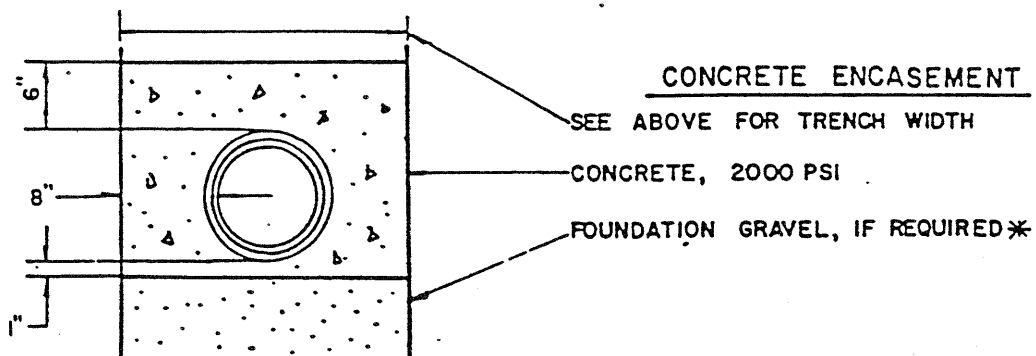 CONCRETE ENCASEMENT
6"
SEE ABOVE FOR TRENCH WIDTH
CONCRETE, 2000 PSI
8"
FOUNDATION GRAVEL, IF REQUIRED *
1"